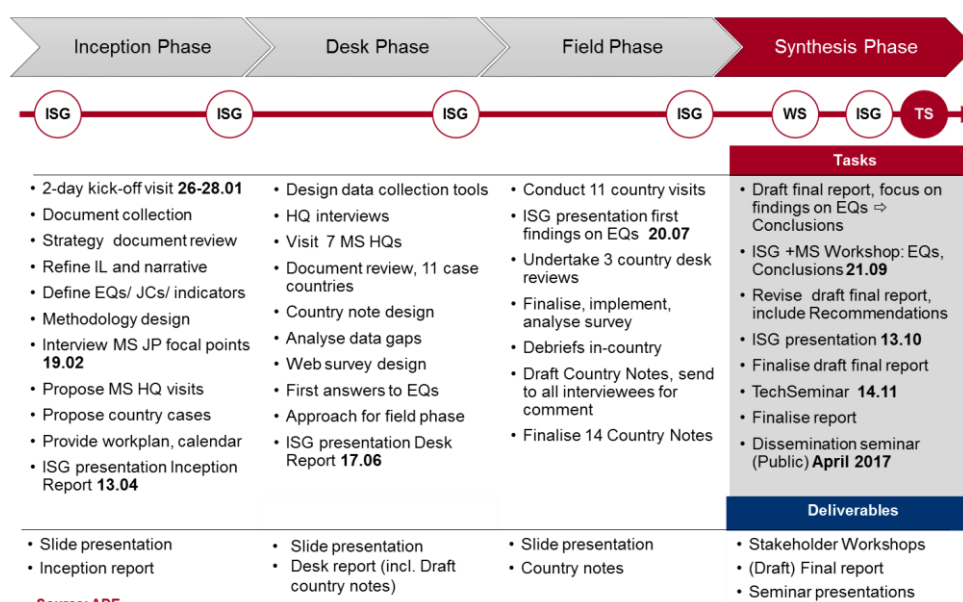 Inception Phase
Desk Phase
Field Phase
Synthesis Phase
ISG
ISG
ISG
ISG
WS
ISG
TS
• 2-day kick-off visit 26-28.01
• Document collection
• Strategy document review
• Refine IL and narrative
• Define EQs/ JCs/ indicators
• Methodology design
• Interview MS JP focal points
19.02
• Propose MS HQ visits
• Propose country cases
• Provide workplan, calendar
• ISG presentation Inception
Report 13.04
• Design data collection tools
• HQ interviews
• Visit 7 MS HQs
• Document review, 11 case
countries
• Country note design
• Analyse data gaps
• Web survey design
• First answers to EQs
• Approach for field phase
• ISG presentation Desk
Report 17.06
• Conduct 11 country visits
• ISG presentation first
findings on EQs 20.07
• Undertake 3 country desk
reviews
• Finalise, implement,
analyse survey
• Debriefs in-country
• Draft Country Notes, send
to all interviewees for
comment
• Finalise 14 Country Notes
Tasks
• Draft final report, focus on
findings on EQs ⇨
Conclusions
• ISG +MS Workshop: EQs,
Conclusions 21.09
• Revise draft final report,
include Recommendations
• ISG presentation 13.10
• Finalise draft final report
• TechSeminar 14.11
• Finalise report
• Dissemination seminar
(Public) April 2017
Deliverables
• Slide presentation
• Inception report
• Slide presentation
• Desk report (incl. Draft
country notes)
• Slide presentation
• Country notes
• Stakeholder Workshops
• (Draft) Final report
• Seminar presentations
Source: ADE